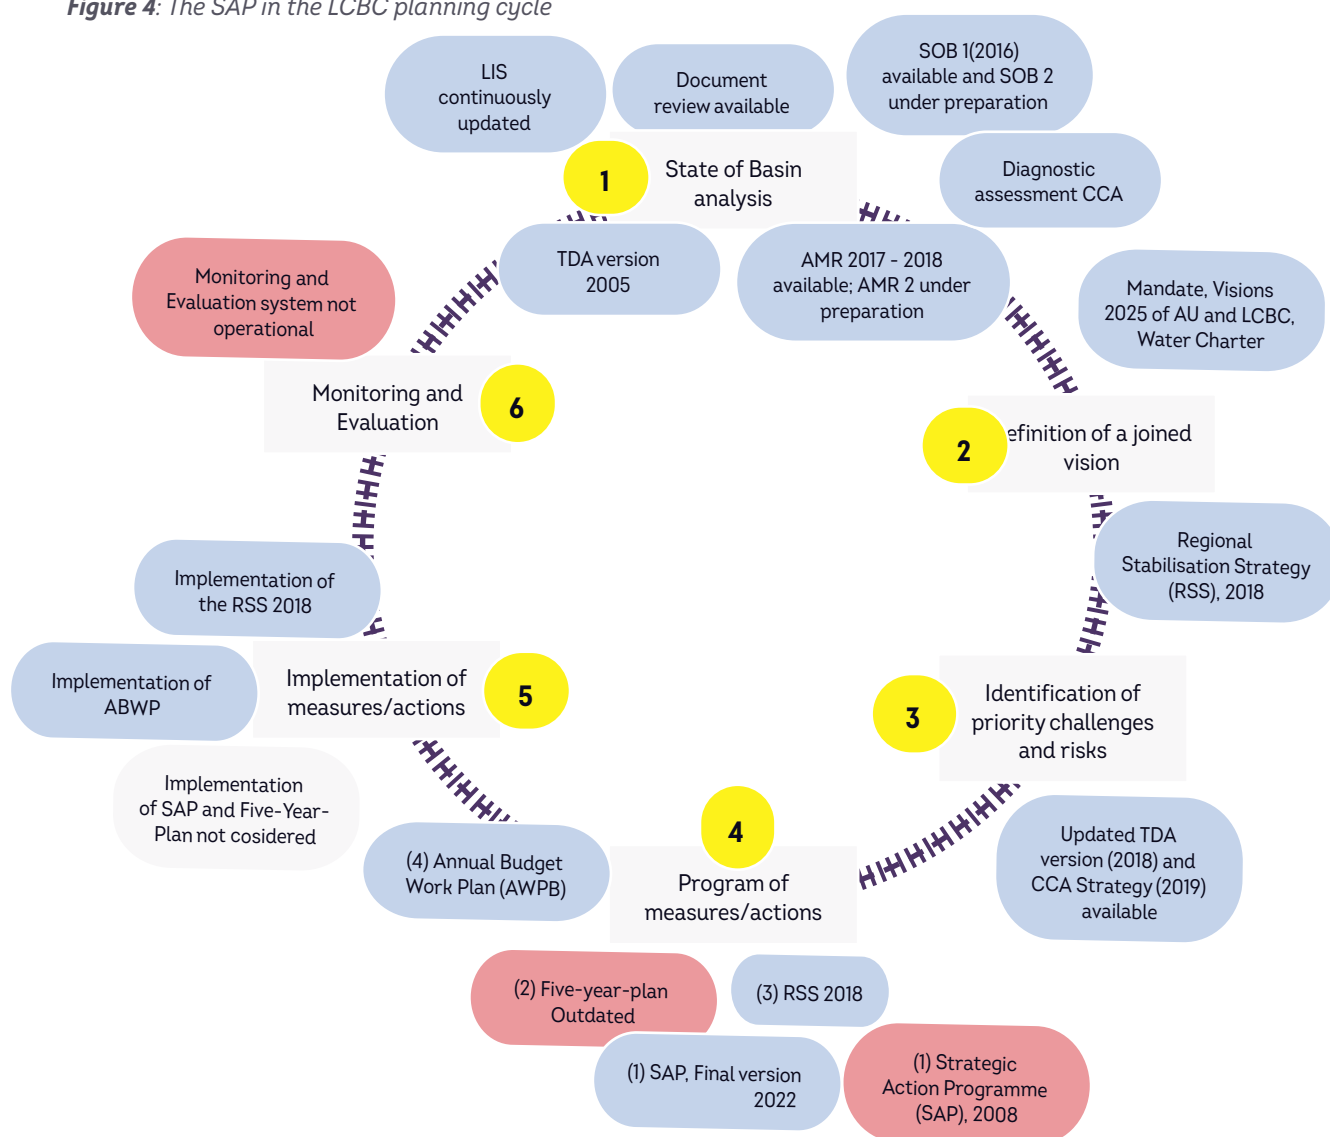 Figure 4: The SAP in the LCBC planning cycle
LIS
continuously
updated
Document
review available
SOB 1(2016)
available and SOB 2
under preparation
1
State of Basin
analysis
Diagnostic
assessment CCA
TDA version
2005
AMR 2017 - 2018
available; AMR 2 under
preparation
Mandate, Visions
2025 of AU and LCBC,
Water Charter
2
efinition of a joined
vision
Regional
Stabilisation Strategy
(RSS), 2018
3
Identification of
priority challenges
and risks
Updated TDA
version (2018) and
CCA Strategy (2019)
available
4
Program of
measures/actions
(4) Annual Budget
Work Plan (AWPB)
(2) Five-year-plan
Outdated
(3) RSS 2018
(1) SAP, Final version
2022
(1) Strategic
Action Programme
(SAP), 2008
5
Implementation of
measures/actions
Implementation of
the RSS 2018
Implementation of
ABWP
Implementation
of SAP and Five-Year-
Plan not cosidered
6
Monitoring and
Evaluation
Monitoring and
Evaluation system not
operational